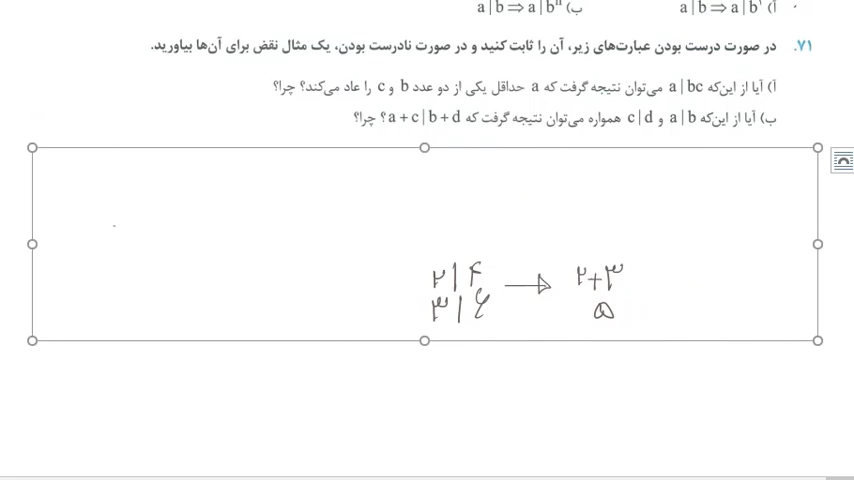 آ) a | b ⇒ a | b^۲    ب) a | b ⇒ a | b^n
۷۱. در صورت درست بودن عبارت‌های زیر، آن را ثابت کنید و در صورت نادرست بودن، یک مثال نقض برای آن‌ها بیاورید.
آ) آیا از این‌که a | bc می‌توان نتیجه گرفت که a حداقل یکی از دو عدد b و c را عاد می‌کند؟ چرا؟
ب) آیا از این‌که a | b و c | d همواره می‌توان نتیجه گرفت که a + c | b + d؟ چرا؟
۲ | ۴ → ۲+۳
۳ | ۶ ۵